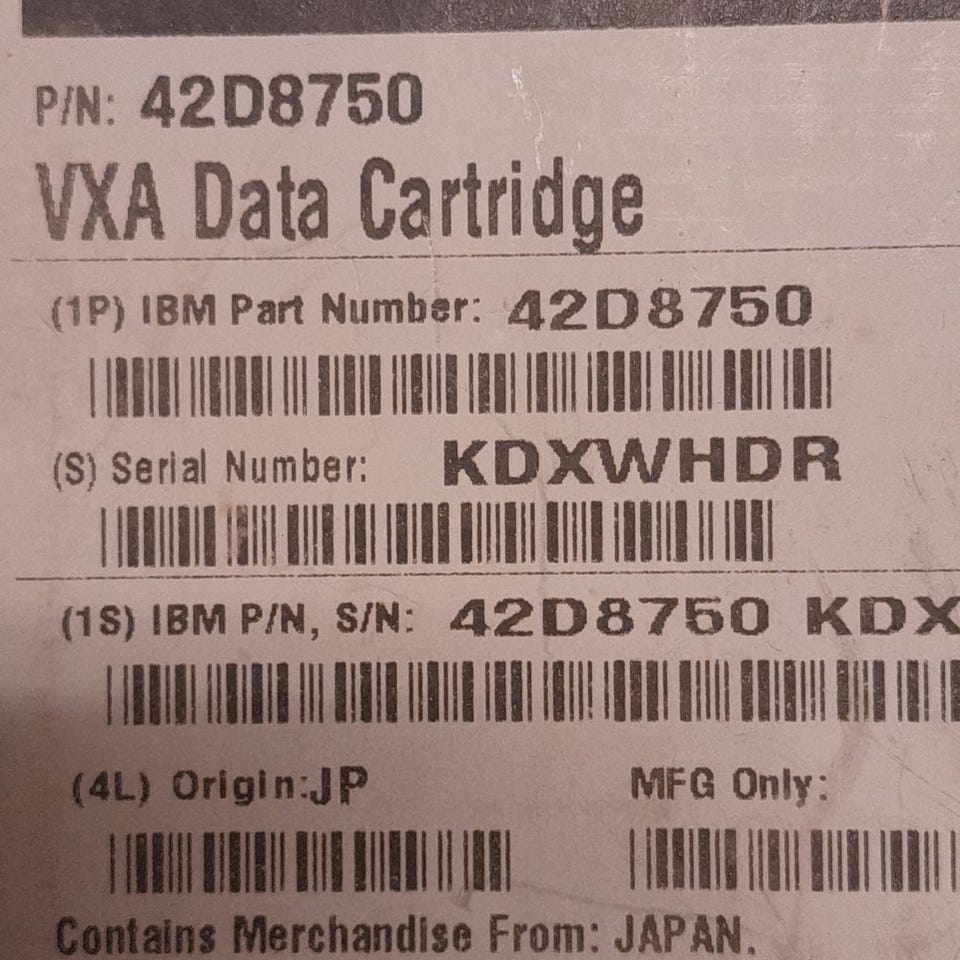 P/N: 42D8750
VXA Data Cartridge
(1P) IBM Part Number: 42D8750
(S) Serial Number: KDXWHDR
(1S) IBM P/N, S/N: 42D8750 KDX
(4L) Origin:JP MFG Only:
Contains Merchandise From: JAPAN.